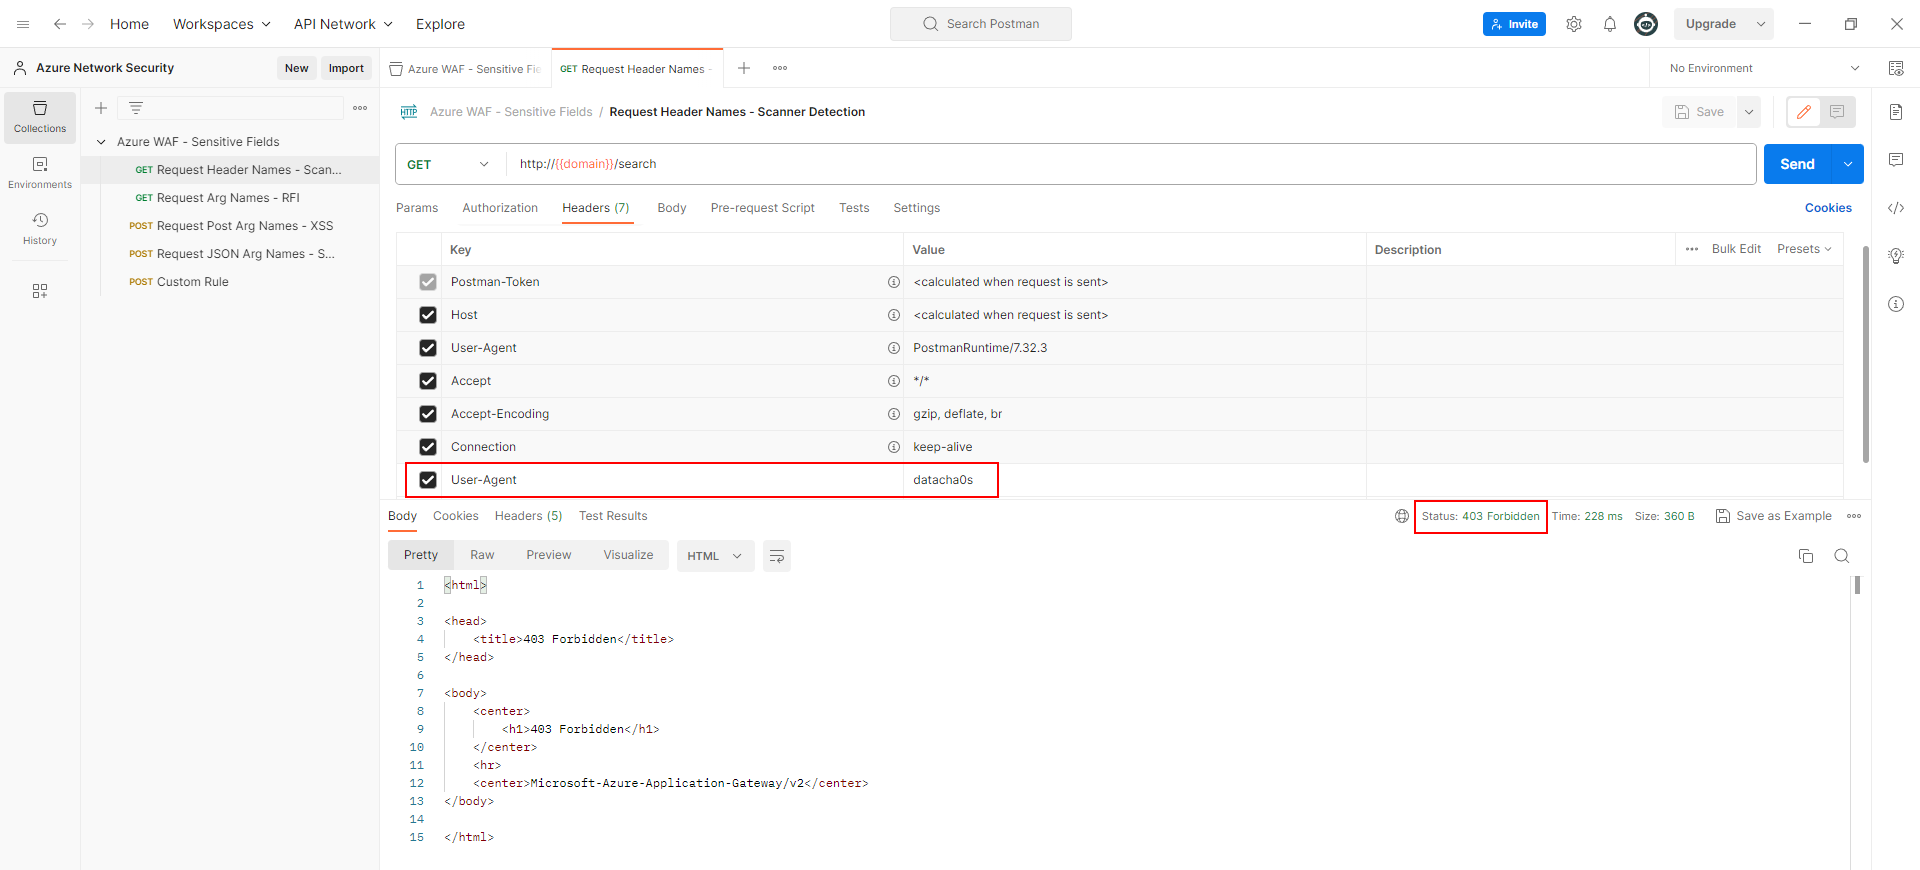 Home Workspaces API Network Explore Search Postman Invite Upgrade
Azure Network Security New Import Azure WAF - Sensitive Fie GET Request Header Names - No Environment
Collections
Environments
History
Azure WAF - Sensitive Fields
GET Request Header Names - Scan...
GET Request Arg Names - RFI
POST Request Post Arg Names - XSS
POST Request JSON Arg Names - S...
POST Custom Rule
HTTP Azure WAF - Sensitive Fields / Request Header Names - Scanner Detection Save
GET http://{{domain}}/search Send
Params Authorization Headers (7) Body Pre-request Script Tests Settings Cookies
Key Value Description Bulk Edit Presets
Postman-Token <calculated when request is sent>
Host <calculated when request is sent>
User-Agent PostmanRuntime/7.32.3
Accept */*
Accept-Encoding gzip, deflate, br
Connection keep-alive
User-Agent datacha0s
Body Cookies Headers (5) Test Results Status: 403 Forbidden Time: 228 ms Size: 360 B Save as Example
Pretty Raw Preview Visualize HTML
1 <html>
2
3 <head>
4 <title>403 Forbidden</title>
5 </head>
6
7 <body>
8 <center>
9 <h1>403 Forbidden</h1>
10 </center>
11 <hr>
12 <center>Microsoft-Azure-Application-Gateway/v2</center>
13 </body>
14
15 </html>